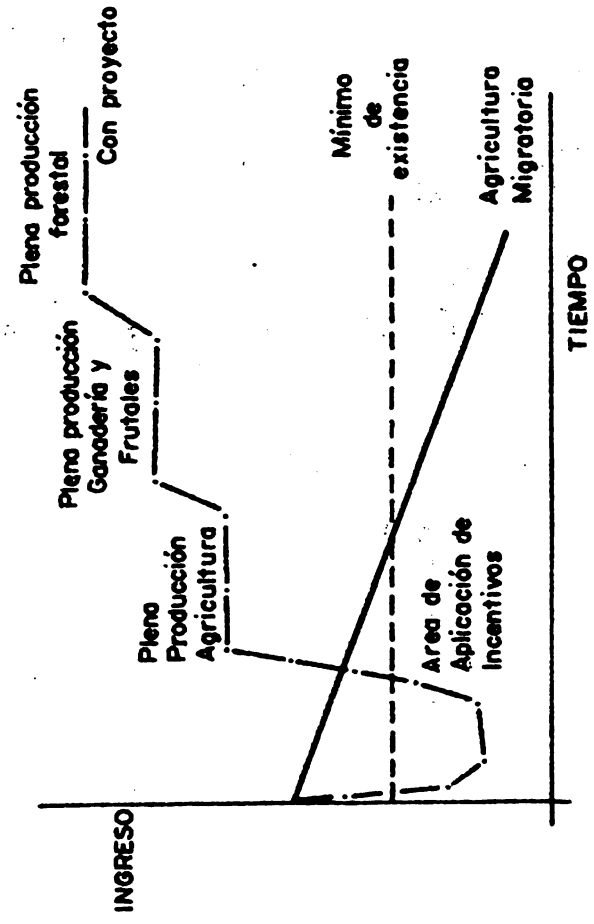 INGRESO
Plena
Producción
Agricultura
Plena producción
Ganadería y
Frutales
Plena producción
forestal
Con proyecto
Mínimo
de
existencia
Area de
Aplicación de
Incentivos
Agricultura
Migratoria
TIEMPO